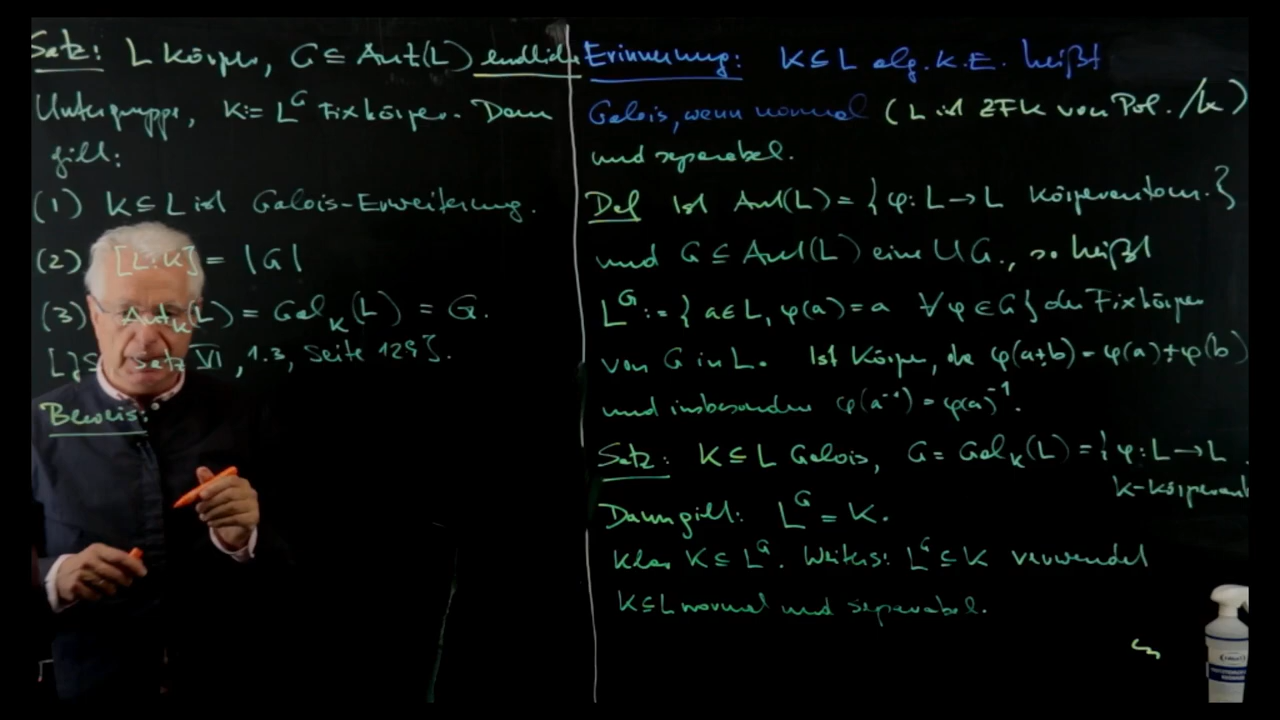 Satz: L Körper, G ⊆ Aut(L) endliche
Untergruppe, K := L^G Fixkörper. Dann
gilt:
(1) K ⊆ L ist Galois-Erweiterung.
(2) [L:K] = |G|
(3) Aut_K(L) = Gal_K(L) = G.
[JS Satz VI, 1.3, Seite 129].
Beweis:
Erinnerung: K ⊆ L alg. K.E. heißt
Galois, wenn normal (L ist ZFK von Pol. /K)
und separabel.
Def Ist Aut(L) = { φ: L → L Körperautom. }
und G ⊆ Aut(L) eine UG., so heißt
L^G := { a ∈ L, φ(a) = a ∀ φ ∈ G } der Fixkörper
von G in L. Ist Körper, da φ(a+b) = φ(a)+φ(b)
und insbesondere φ(a^-1) = φ(a)^-1.
Satz: K ⊆ L Galois, G = Gal_K(L) = { φ: L → L
K-Körperaut
Dann gilt: L^G = K.
Klar K ⊆ L^G. Weiters: L^G ⊆ K verwendet
K ⊆ L normal und separabel.